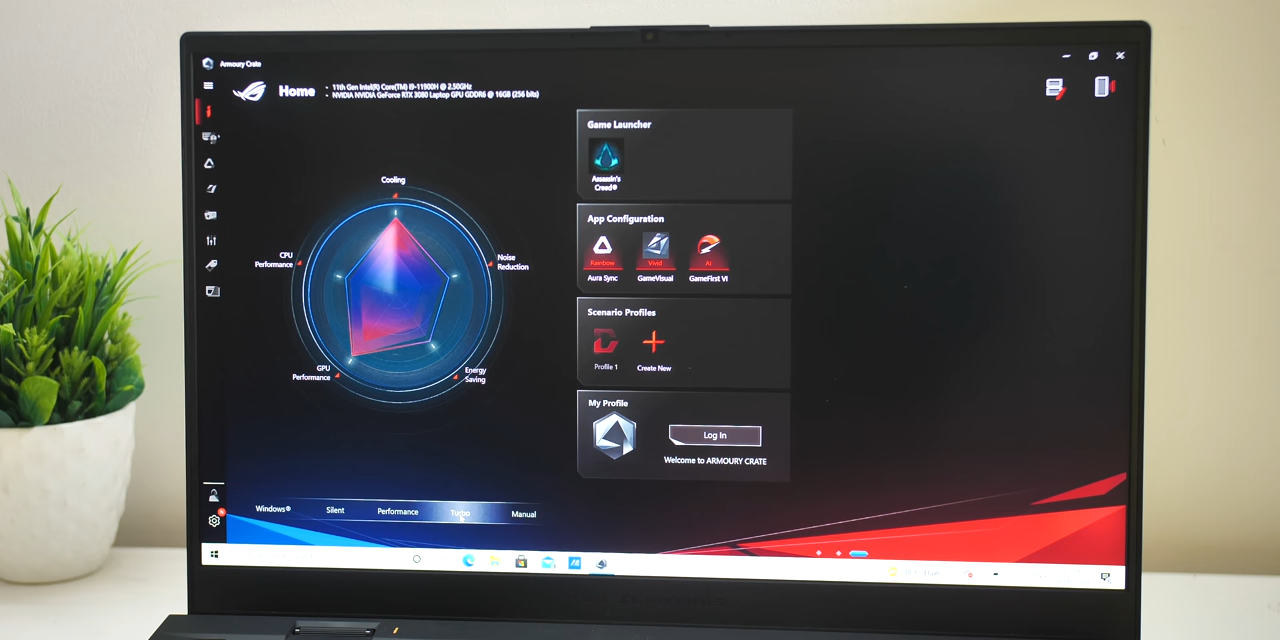 Armoury Crate
Home
11th Gen Intel(R) Core(TM) i9-11900H @ 2.50GHz
NVIDIA NVIDIA GeForce RTX 3080 Laptop GPU GDDR6 @ 16GB (256 bits)
Cooling
CPU
Performance
Noise
Reduction
GPU
Performance
Energy
Saving
Game Launcher
Assassin's
Creed®
App Configuration
Rainbow
Vivid
AI
Aura Sync
GameVisual
GameFirst VI
Scenario Profiles
Profile 1
Create New
My Profile
Log In
Welcome to ARMOURY CRATE
Windows®
Silent
Performance
Turbo
Manual